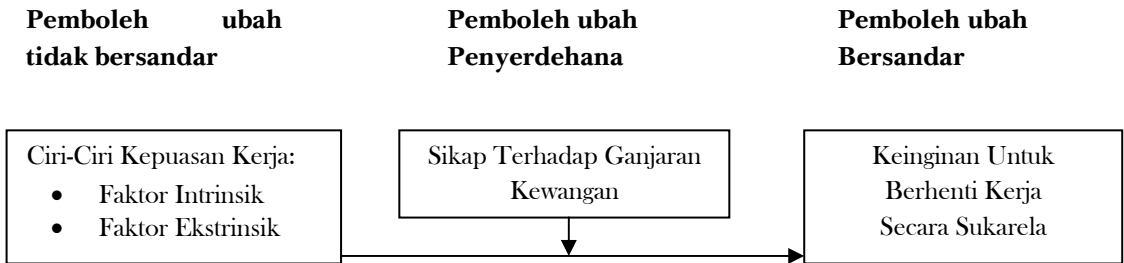 Pemboleh ubah
tidak bersandar
Pemboleh ubah
Penyerdehana
Pemboleh ubah
Bersandar
Ciri-Ciri Kepuasan Kerja:
• Faktor Intrinsik
• Faktor Ekstrinsik
Sikap Terhadap Ganjaran
Kewangan
Keinginan Untuk
Berhenti Kerja
Secara Sukarela